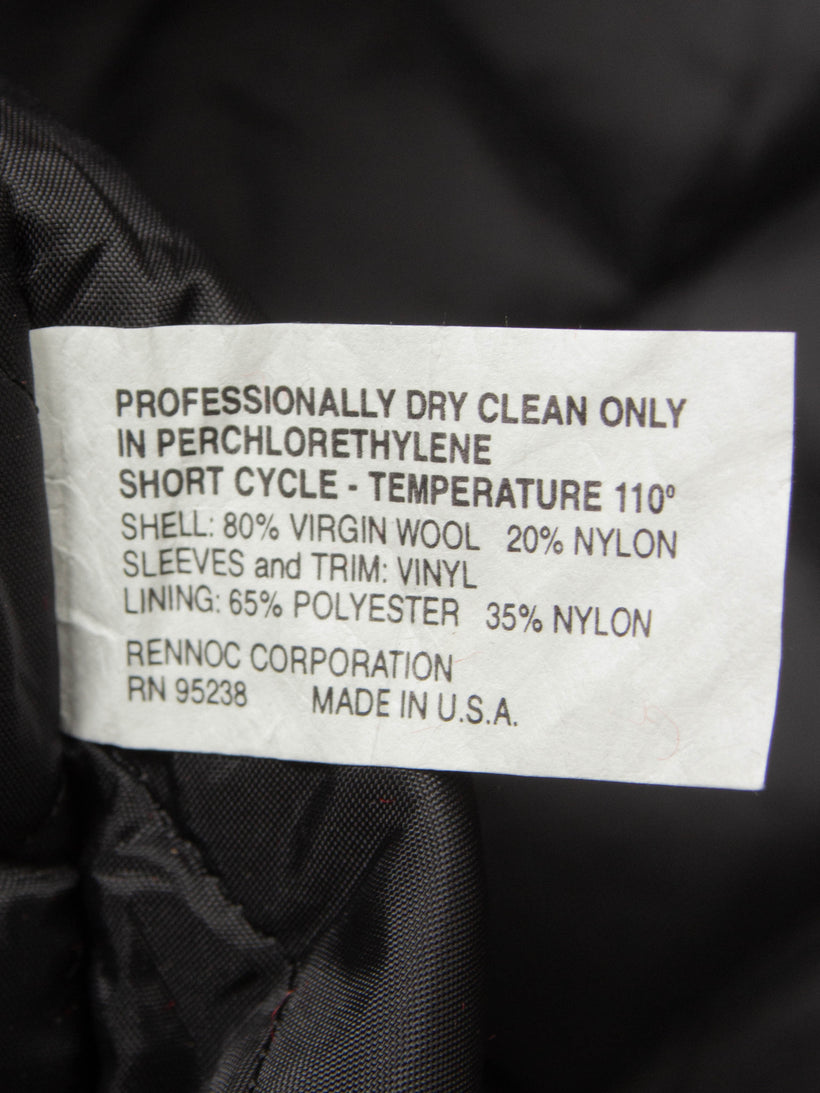 PROFESSIONALLY DRY CLEAN ONLY
IN PERCHLORETHYLENE
SHORT CYCLE - TEMPERATURE 110°
SHELL: 80% VIRGIN WOOL 20% NYLON
SLEEVES and TRIM: VINYL
LINING: 65% POLYESTER 35% NYLON
RENNOC CORPORATION
RN 95238 MADE IN U.S.A.